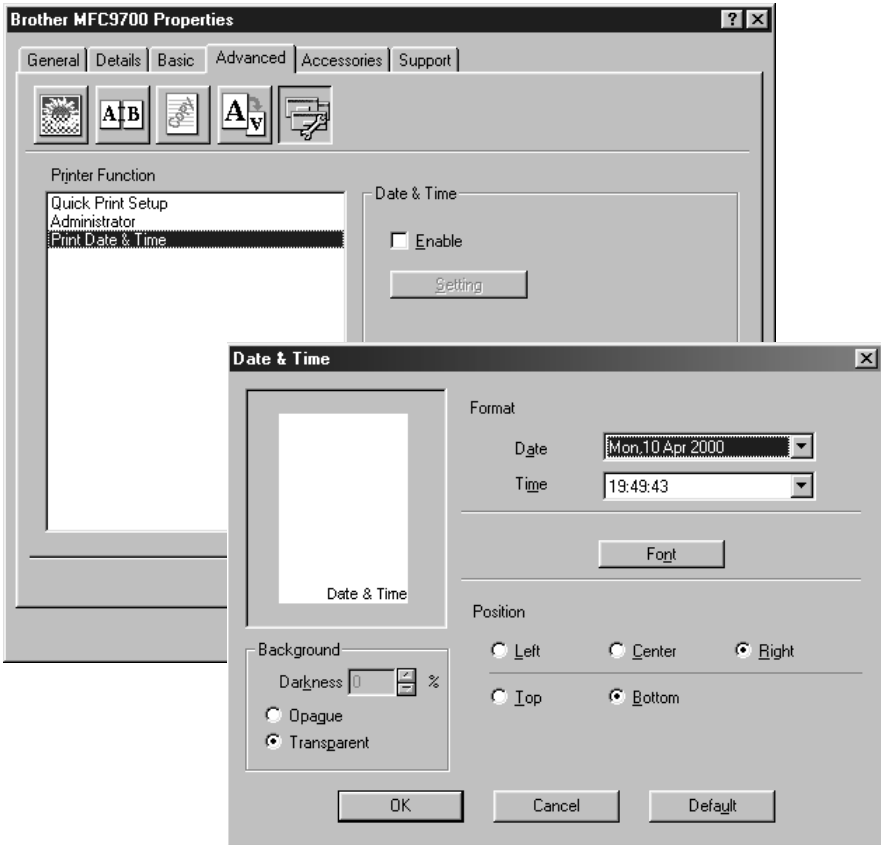 Brother MFC9700 Properties
General Details Basic Advanced Accessories Support
A B
Copy
A A
Printer Function
Quick Print Setup
Administrator
Print Date & Time
Date & Time
Enable
Setting
Date & Time
Date & Time
Format
Date Mon,10 Apr 2000
Time 19:49:43
Font
Position
Left Center Right
Top Bottom
Background
Darkness 0 %
Opague
Transparent
OK Cancel Default